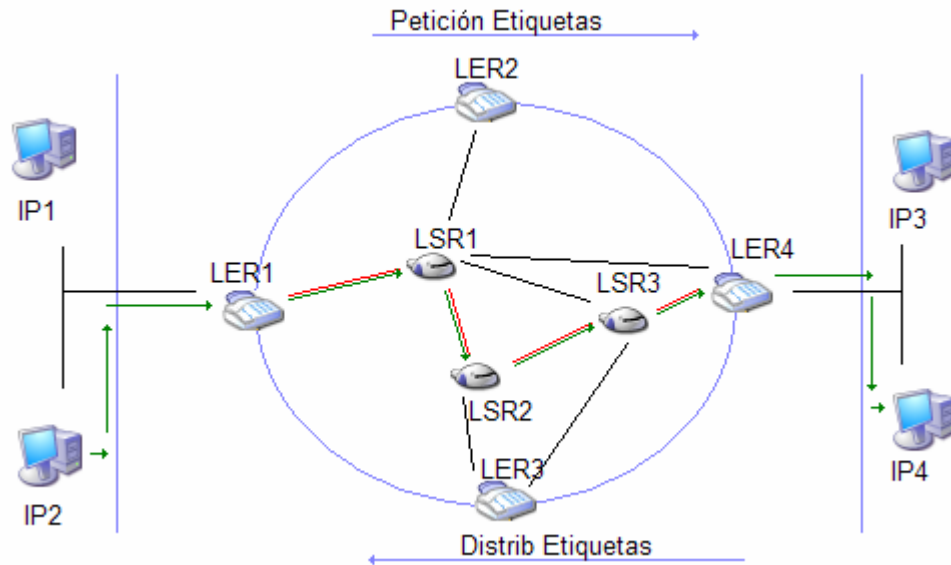 Petición Etiquetas
LER2
IP1
IP3
LSR1
LER1
LER4
LSR3
LSR2
LER3
IP2
IP4
Distrib Etiquetas